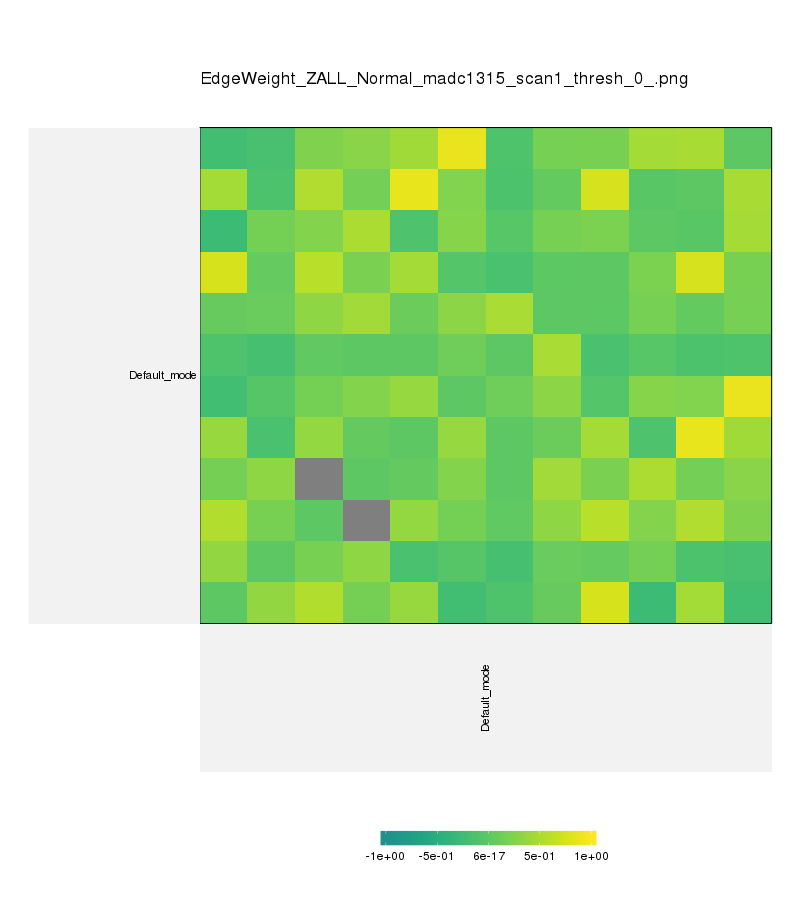 EdgeWeight_ZALL_Normal_madc1315_scan1_thresh_0_.png
Default_mode
Default_mode
-1e+00 -5e-01 6e-17 5e-01 1e+00